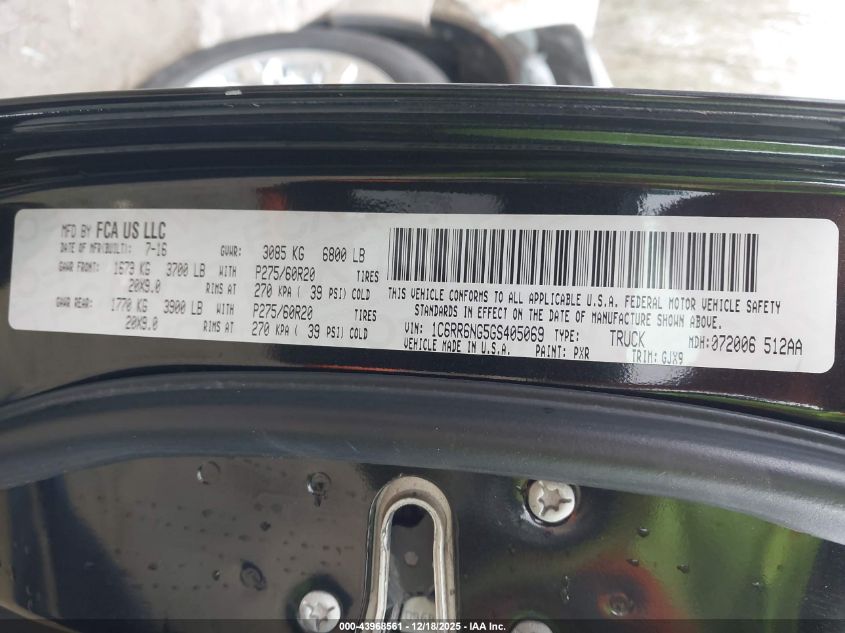 MFD BY FCA US LLC
DATE OF MFR(BUILT): 7-16 GVWR: 3085 KG 6800 LB
GAWR FRONT: 1679 KG 3700 LB WITH P275/60R20 TIRES
20X9.0 RIMS AT 270 KPA ( 39 PSI) COLD
GAWR REAR: 1770 KG 3900 LB WITH P275/60R20 TIRES
20X9.0 RIMS AT 270 KPA ( 39 PSI) COLD
THIS VEHICLE CONFORMS TO ALL APPLICABLE U.S.A. FEDERAL MOTOR VEHICLE SAFETY
STANDARDS IN EFFECT ON THE DATE OF MANUFACTURE SHOWN ABOVE.
VIN: 1C6RR6NG5GS405069 TYPE: TRUCK MDH:072006 512AA
VEHICLE MADE IN U.S.A. PAINT: PXR TRIM: GJX9
000-43968561 - 12/18/2025 - IAA Inc.